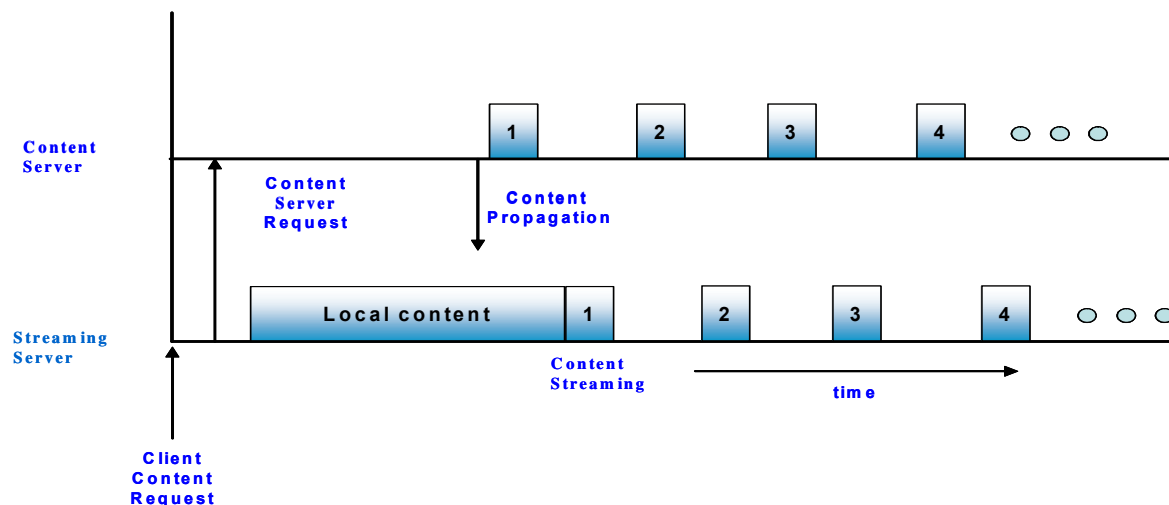 1
2
3
4
Content
Server
Content
Server
Request
Content
Propagation
Local content
1
2
3
4
Streaming
Server
Content
Streaming
time
Client
Content
Request